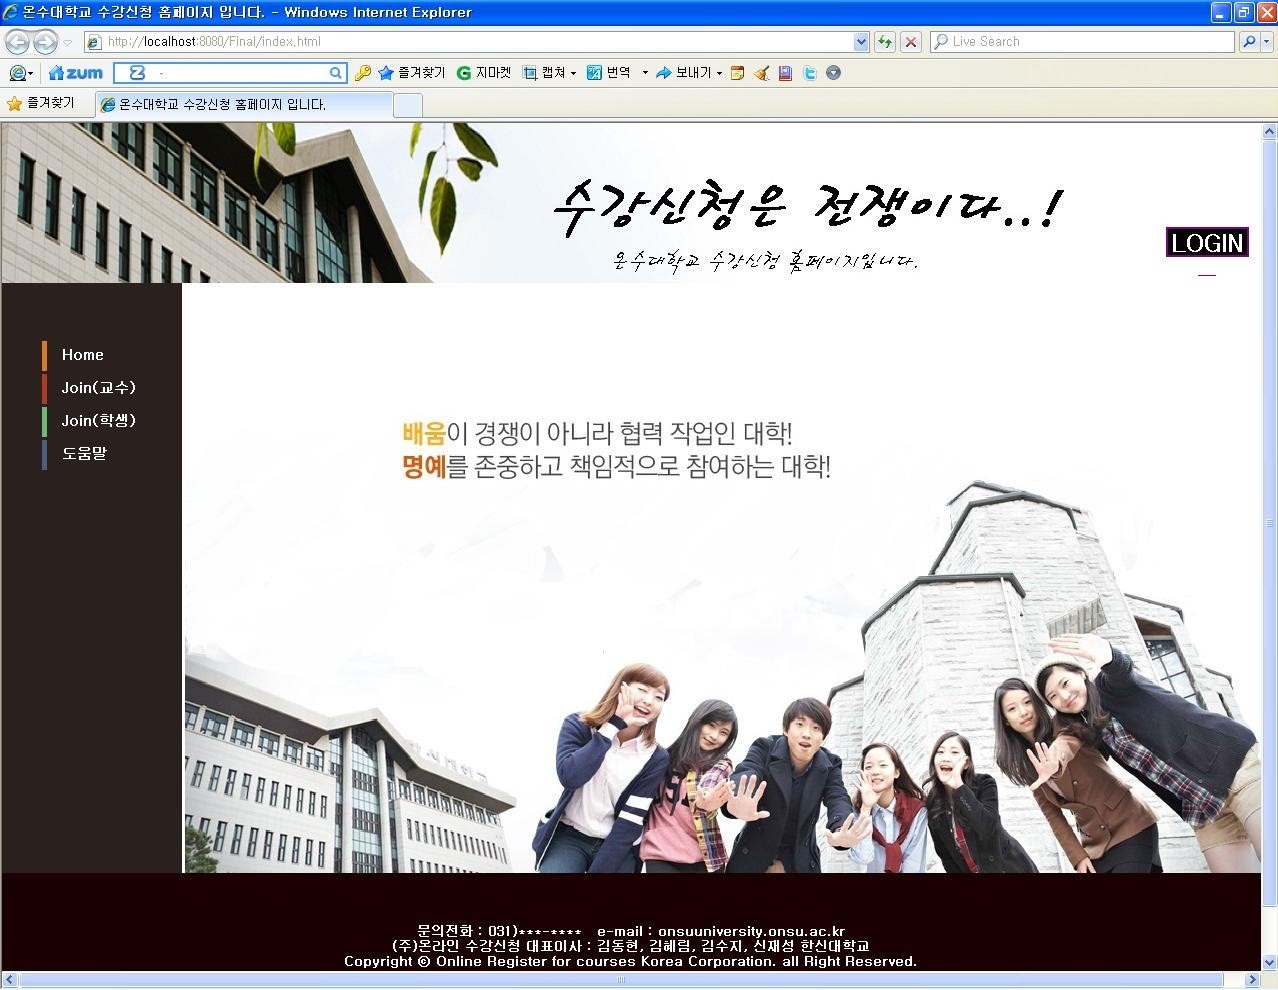 온수대학교 수강신청 홈페이지 입니다. - Windows Internet Explorer
http://localhost:8080/Final/index.html
Live Search
zum
즐겨찾기 지마켓 캡쳐 번역 보내기
즐겨찾기 온수대학교 수강신청 홈페이지 입니다.
수강신청은 전쟁이다..!
온수대학교 수강신청 홈페이지입니다.
LOGIN
Home
Join(교수)
Join(학생)
도움말
배움이 경쟁이 아니라 협력 작업인 대학!
명예를 존중하고 책임적으로 참여하는 대학!
문의전화 : 031)***-**** e-mail : onsuuniversity.onsu.ac.kr
(주)온라인 수강신청 대표이사 : 김동현, 김혜림, 김수지, 신재성 한신대학교
Copyright © Online Register for courses Korea Corporation. all Right Reserved.